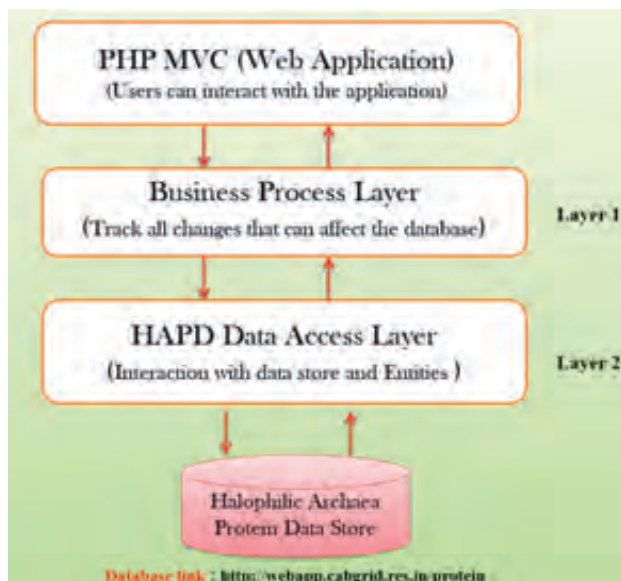 PHP MVC (Web Application)
(Users can interact with the application)
Business Process Layer
(Track all changes that can affect the database)
Layer 1
HAPD Data Access Layer
(Interaction with data store and Entities )
Layer 2
Halophilic Archaea
Protein Data Store
Database link : http://webapp.cabgrid.res.in/protein